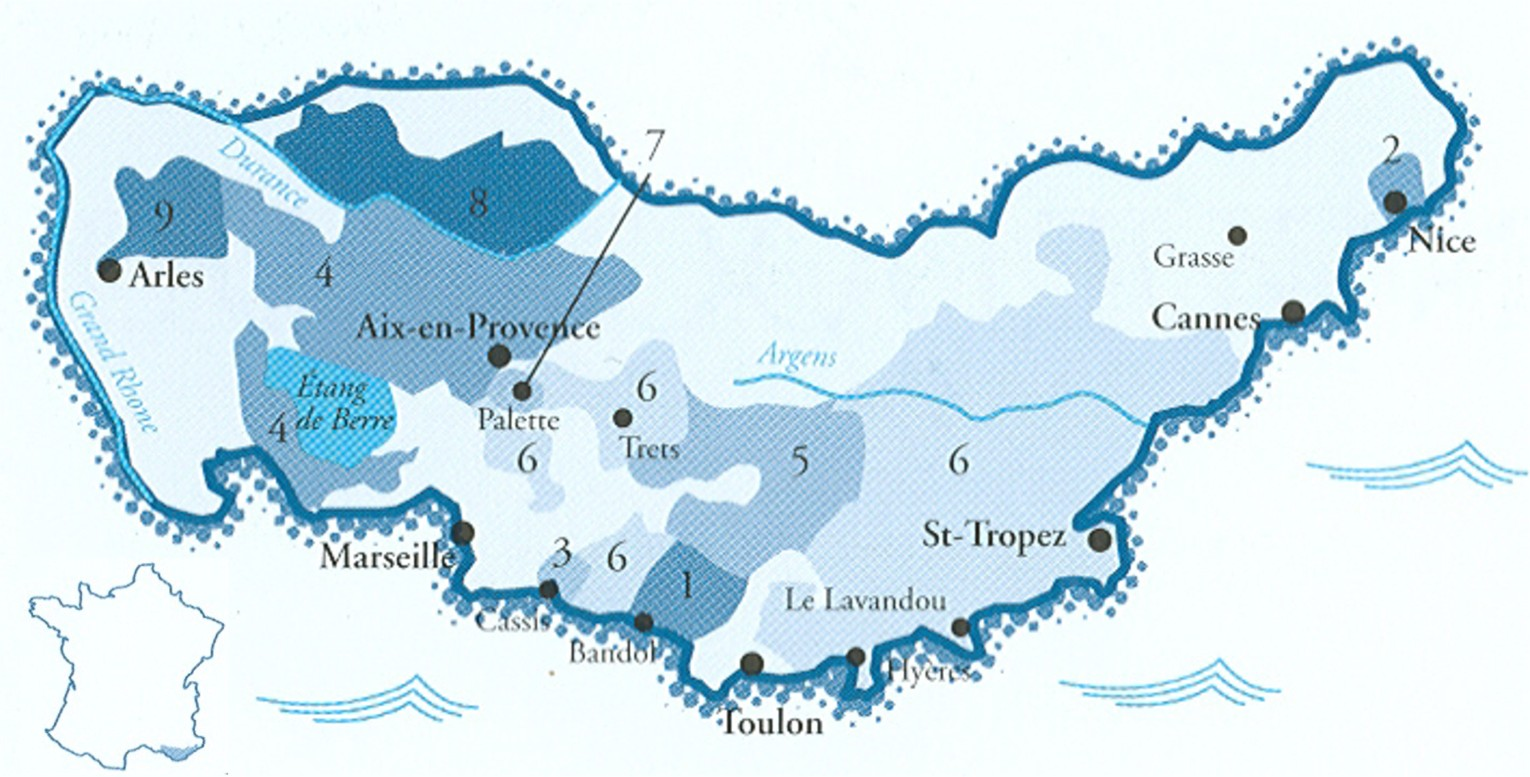 7
2
Durance
9
8
Grasse
Nice
Arles
4
Grand Rhone
Aix-en-Provence
Cannes
Argens
Étang
de Berre
6
4
Palette
Trets
6
5
6
St-Tropez
Marseille
3
6
1
Le Lavandou
Cassis
Bandol
Hyères
Toulon